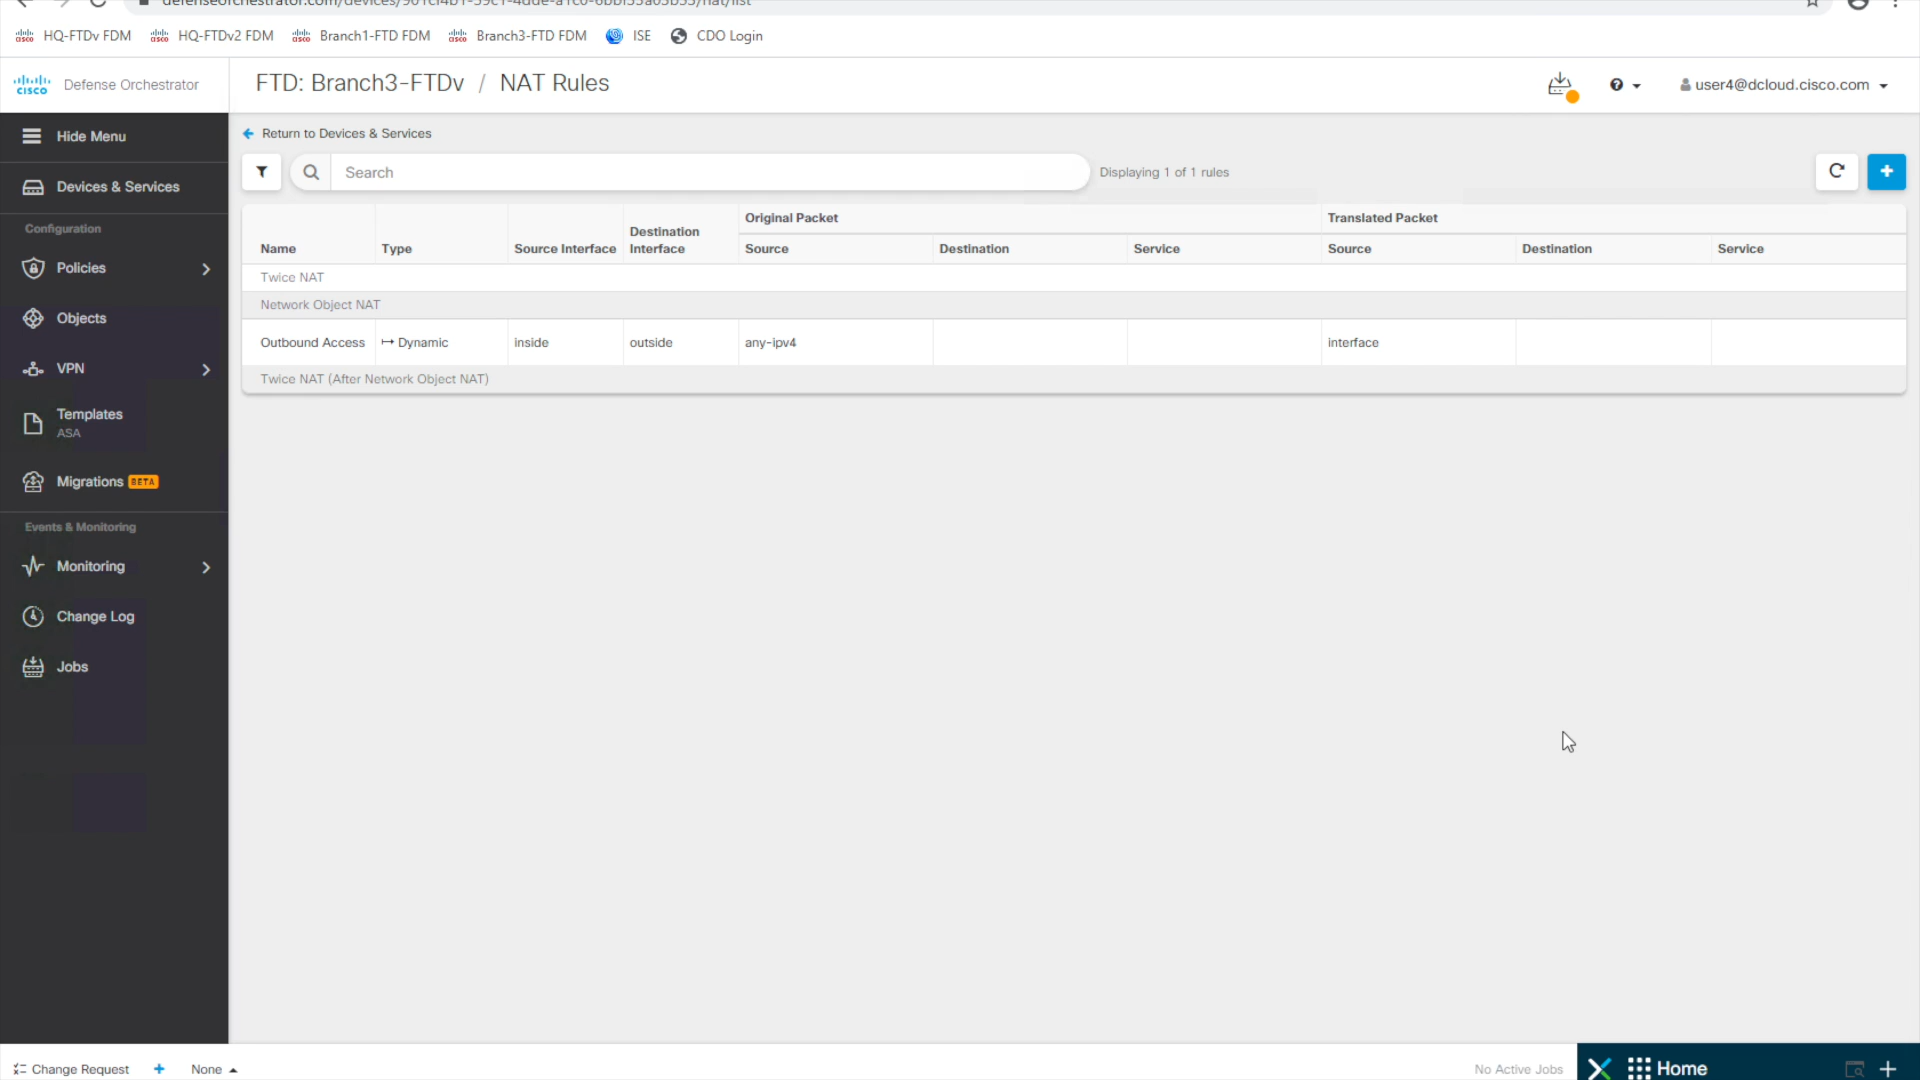 HQ-FTDv FDM HQ-FTDv2 FDM Branch1-FTD FDM Branch3-FTD FDM ISE CDO Login
cisco Defense Orchestrator FTD: Branch3-FTDv / NAT Rules user4@dcloud.cisco.com
Hide Menu
Devices & Services
Configuration
Policies
Objects
VPN
Templates
ASA
Migrations BETA
Events & Monitoring
Monitoring
Change Log
Jobs
Return to Devices & Services
Search Displaying 1 of 1 rules
Original Packet Translated Packet
Name Type Source Interface Destination Interface Source Destination Service Source Destination Service
Twice NAT
Network Object NAT
Outbound Access Dynamic inside outside any-ipv4 interface
Twice NAT (After Network Object NAT)
Change Request None No Active Jobs Home